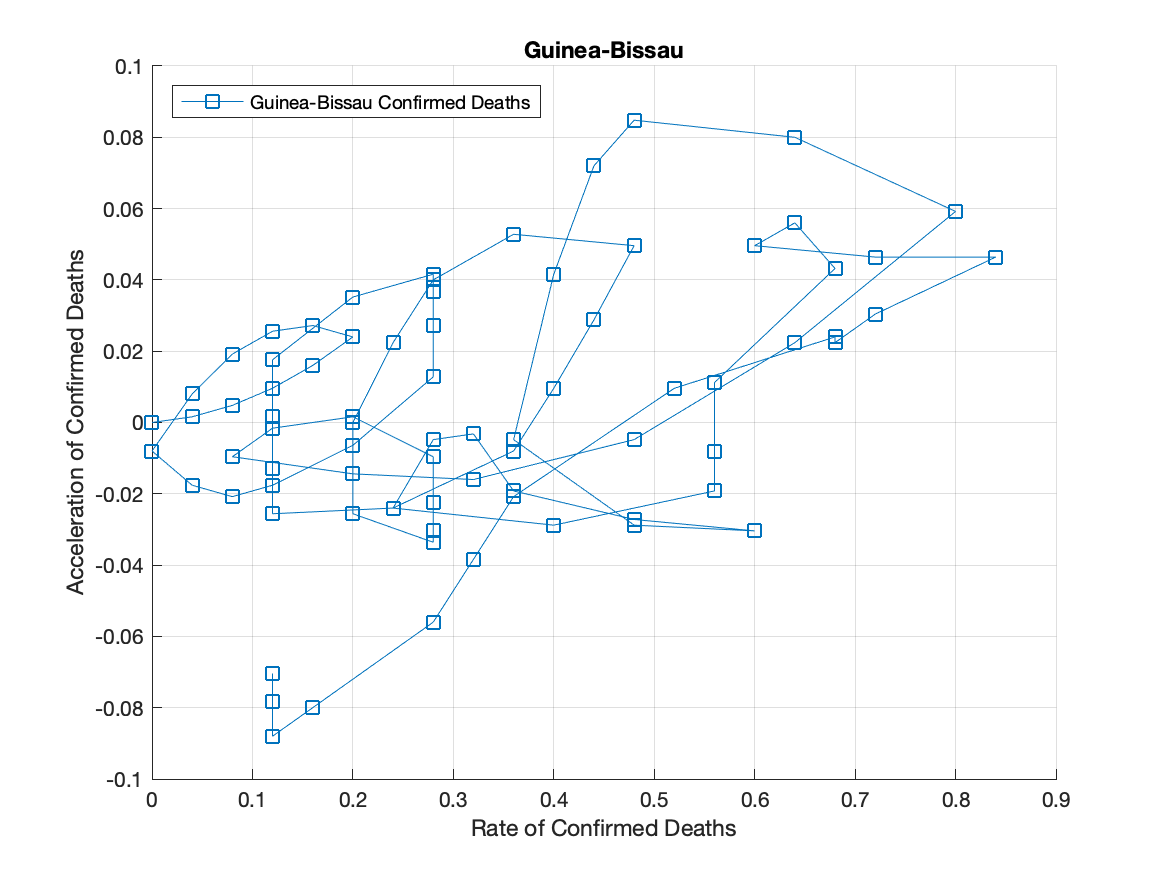 Guinea-Bissau
0.1
Guinea-Bissau Confirmed Deaths
0.08
0.06
0.04
0.02
0
-0.02
-0.04
-0.06
-0.08
-0.1
Acceleration of Confirmed Deaths
0 0.1 0.2 0.3 0.4 0.5 0.6 0.7 0.8 0.9
Rate of Confirmed Deaths